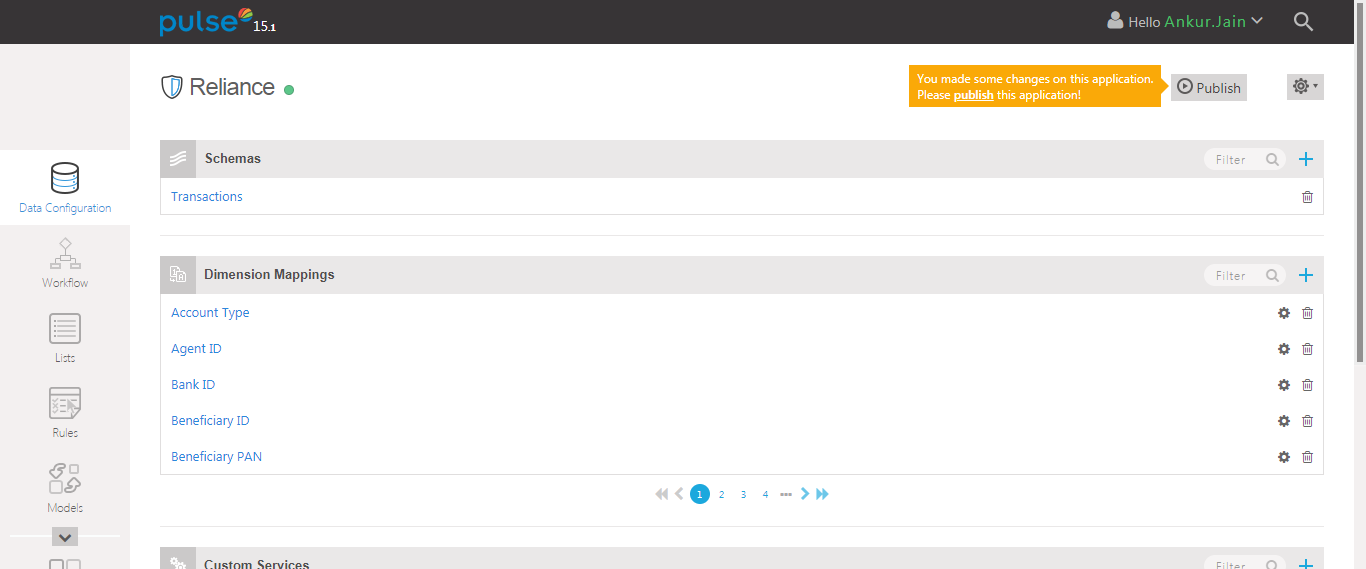 pulse 15.1
Hello Ankur.Jain
Reliance
You made some changes on this application.
Please publish this application!
Publish
Data Configuration
Workflow
Lists
Rules
Models
Schemas
Filter
Transactions
Dimension Mappings
Filter
Account Type
Agent ID
Bank ID
Beneficiary ID
Beneficiary PAN
1 2 3 4
Custom Services
Filter